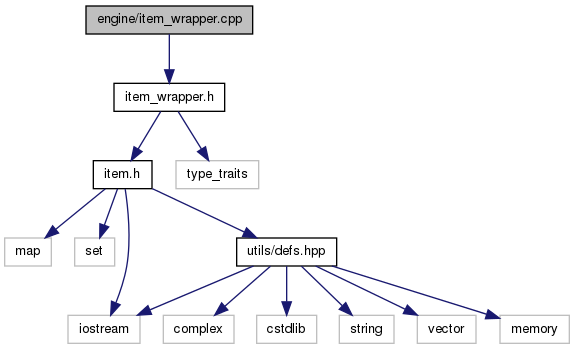 engine/item_wrapper.cpp
item_wrapper.h
item.h
type_traits
map
set
utils/defs.hpp
iostream
complex
cstdlib
string
vector
memory